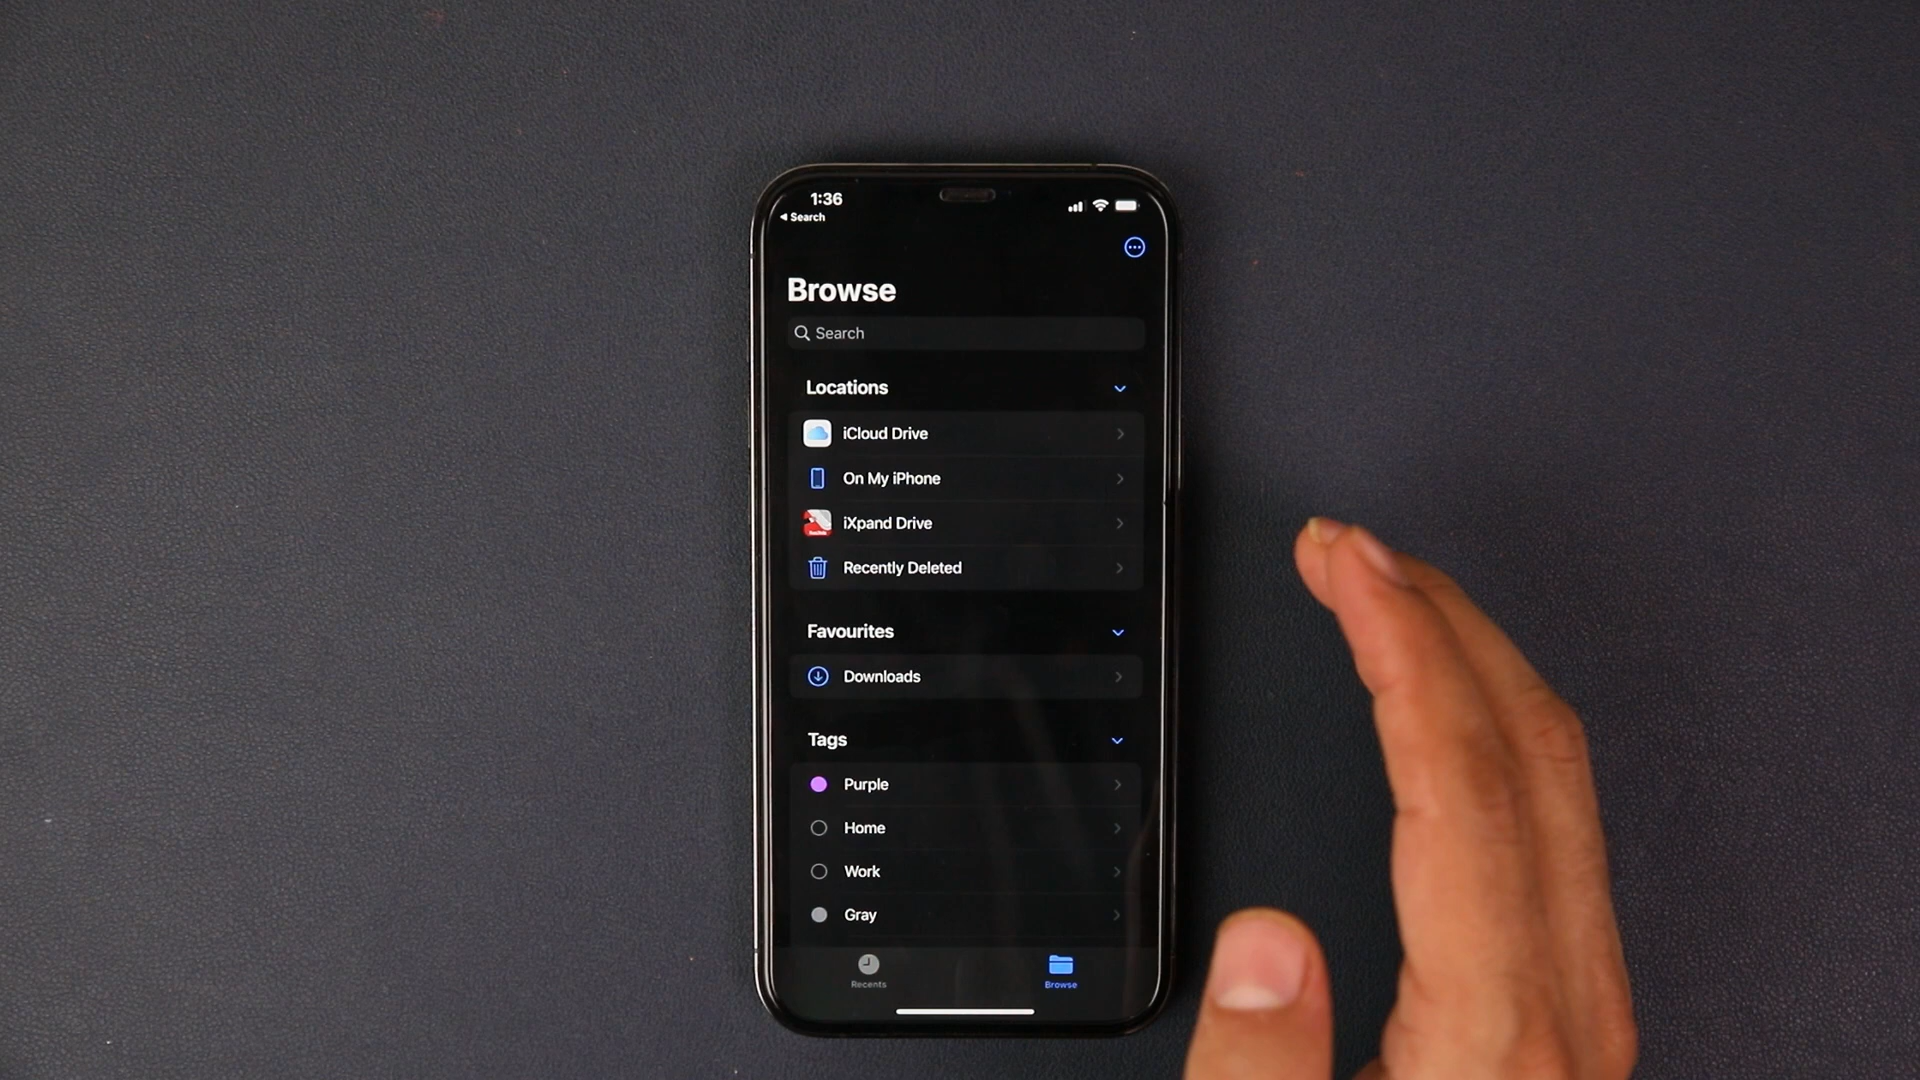 1:36
Search
Browse
Search
Locations
iCloud Drive
On My iPhone
iXpand Drive
Recently Deleted
Favourites
Downloads
Tags
Purple
Home
Work
Gray
Recents
Browse